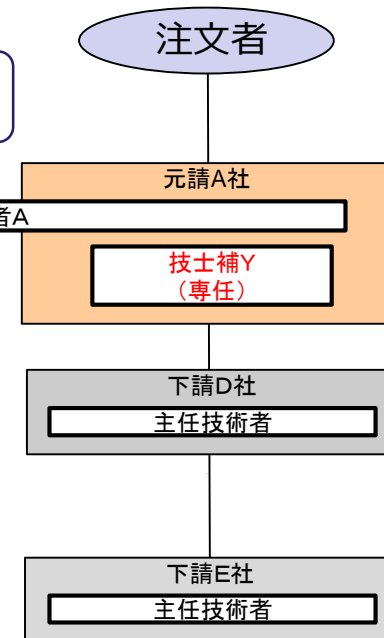 注文者
元請A社
者A
技士補Y
（専任）
下請D社
主任技術者
下請E社
主任技術者